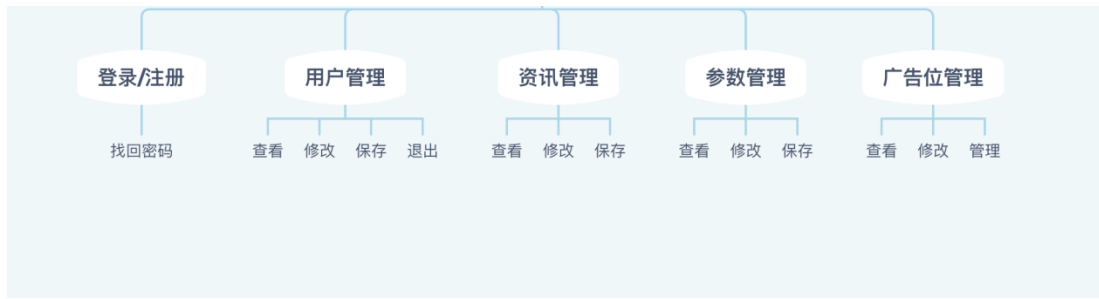 登录/注册 用户管理 资讯管理 参数管理 广告位管理
找回密码 查看 修改 保存 退出 查看 修改 保存 查看 修改 保存 查看 修改 管理